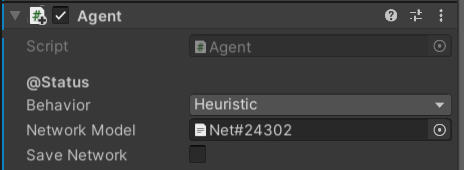 Agent
Script Agent
@Status
Behavior Heuristic
Network Model Net#24302
Save Network